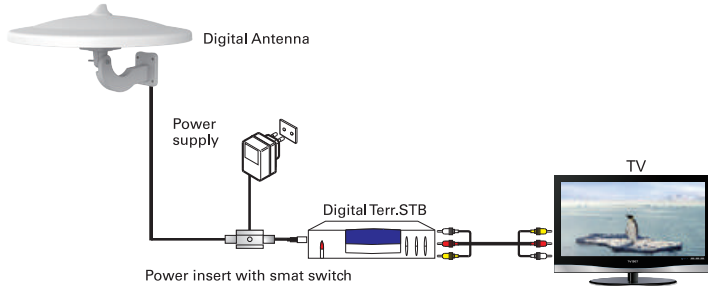 Digital Antenna
Power
supply
TV
Digital Terr.STB
Power insert with smat switch